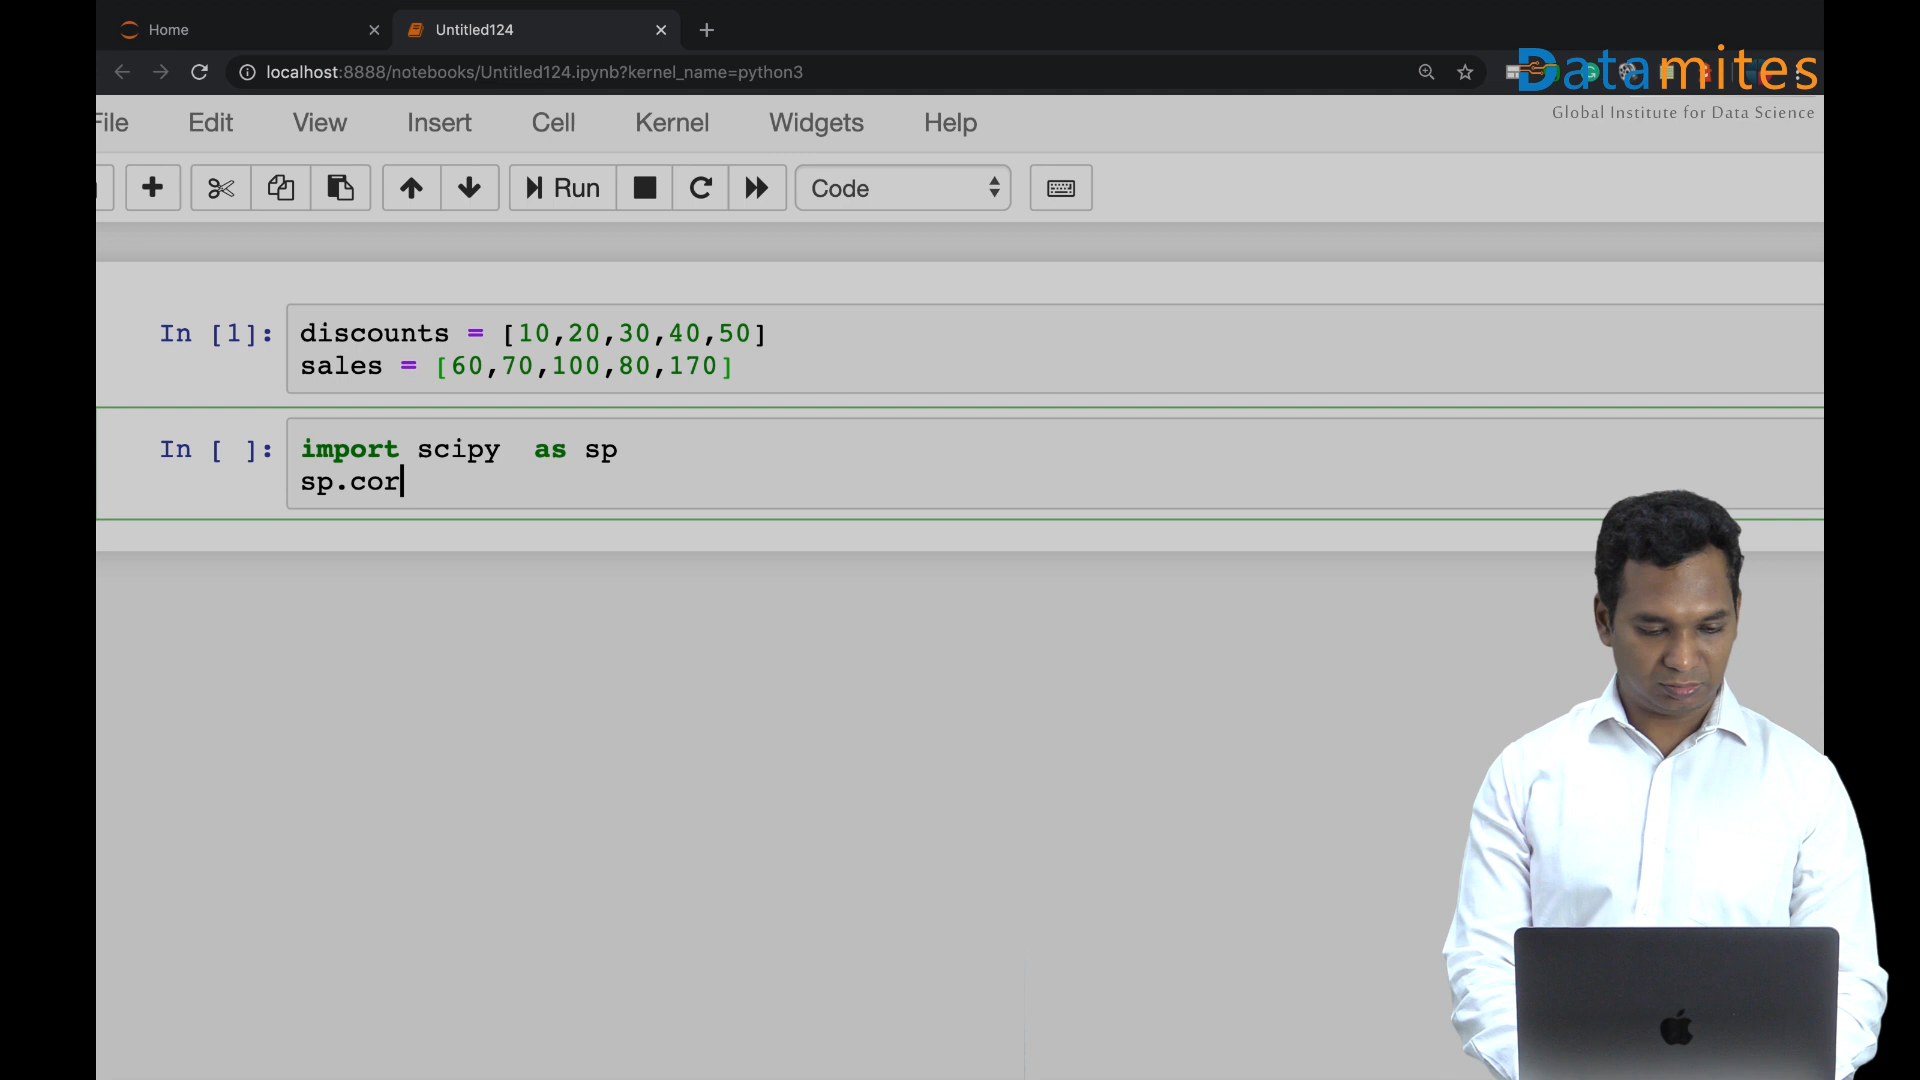 Home
Untitled124
localhost:8888/notebooks/Untitled124.ipynb?kernel_name=python3
Datamites
Global Institute for Data Science
File Edit View Insert Cell Kernel Widgets Help
Run Code
In [1]: discounts = [10,20,30,40,50]
sales = [60,70,100,80,170]
In [ ]: import scipy  as sp
sp.cor